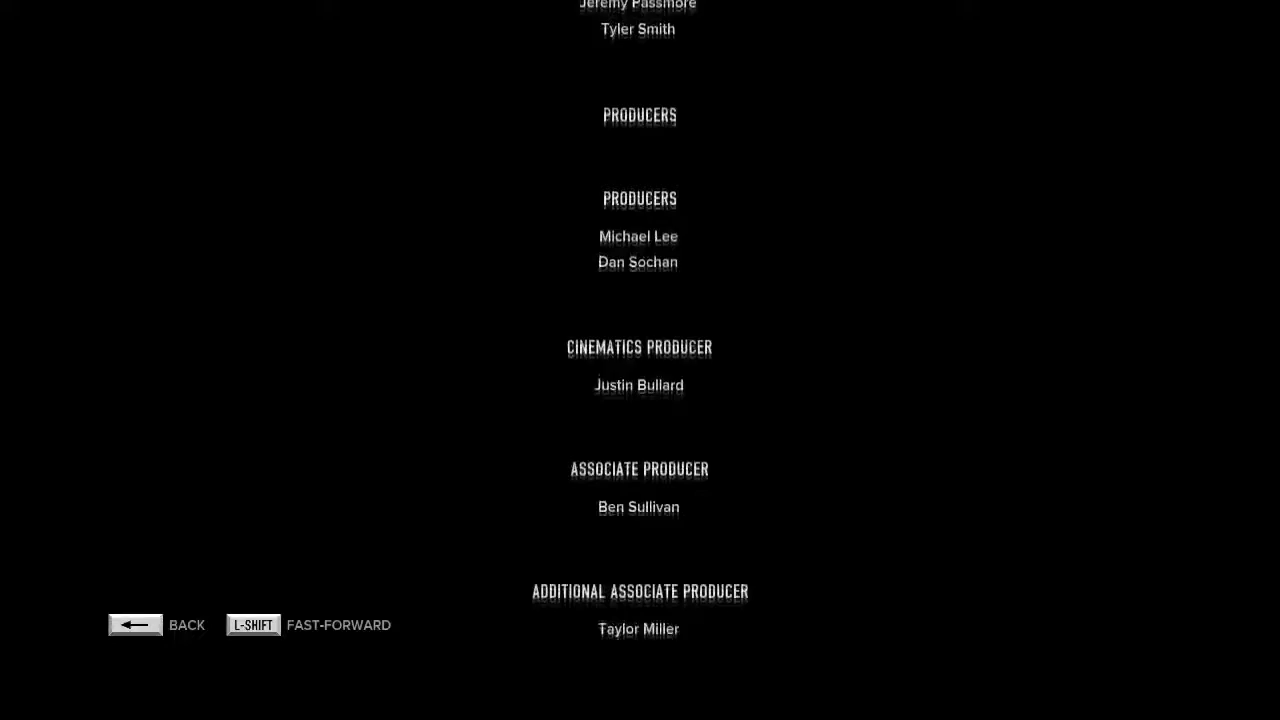 Jeremy Passmore
Tyler Smith
PRODUCERS
PRODUCERS
Michael Lee
Dan Sochan
CINEMATICS PRODUCER
Justin Bullard
ASSOCIATE PRODUCER
Ben Sullivan
ADDITIONAL ASSOCIATE PRODUCER
Taylor Miller
← BACK L-SHIFT FAST-FORWARD